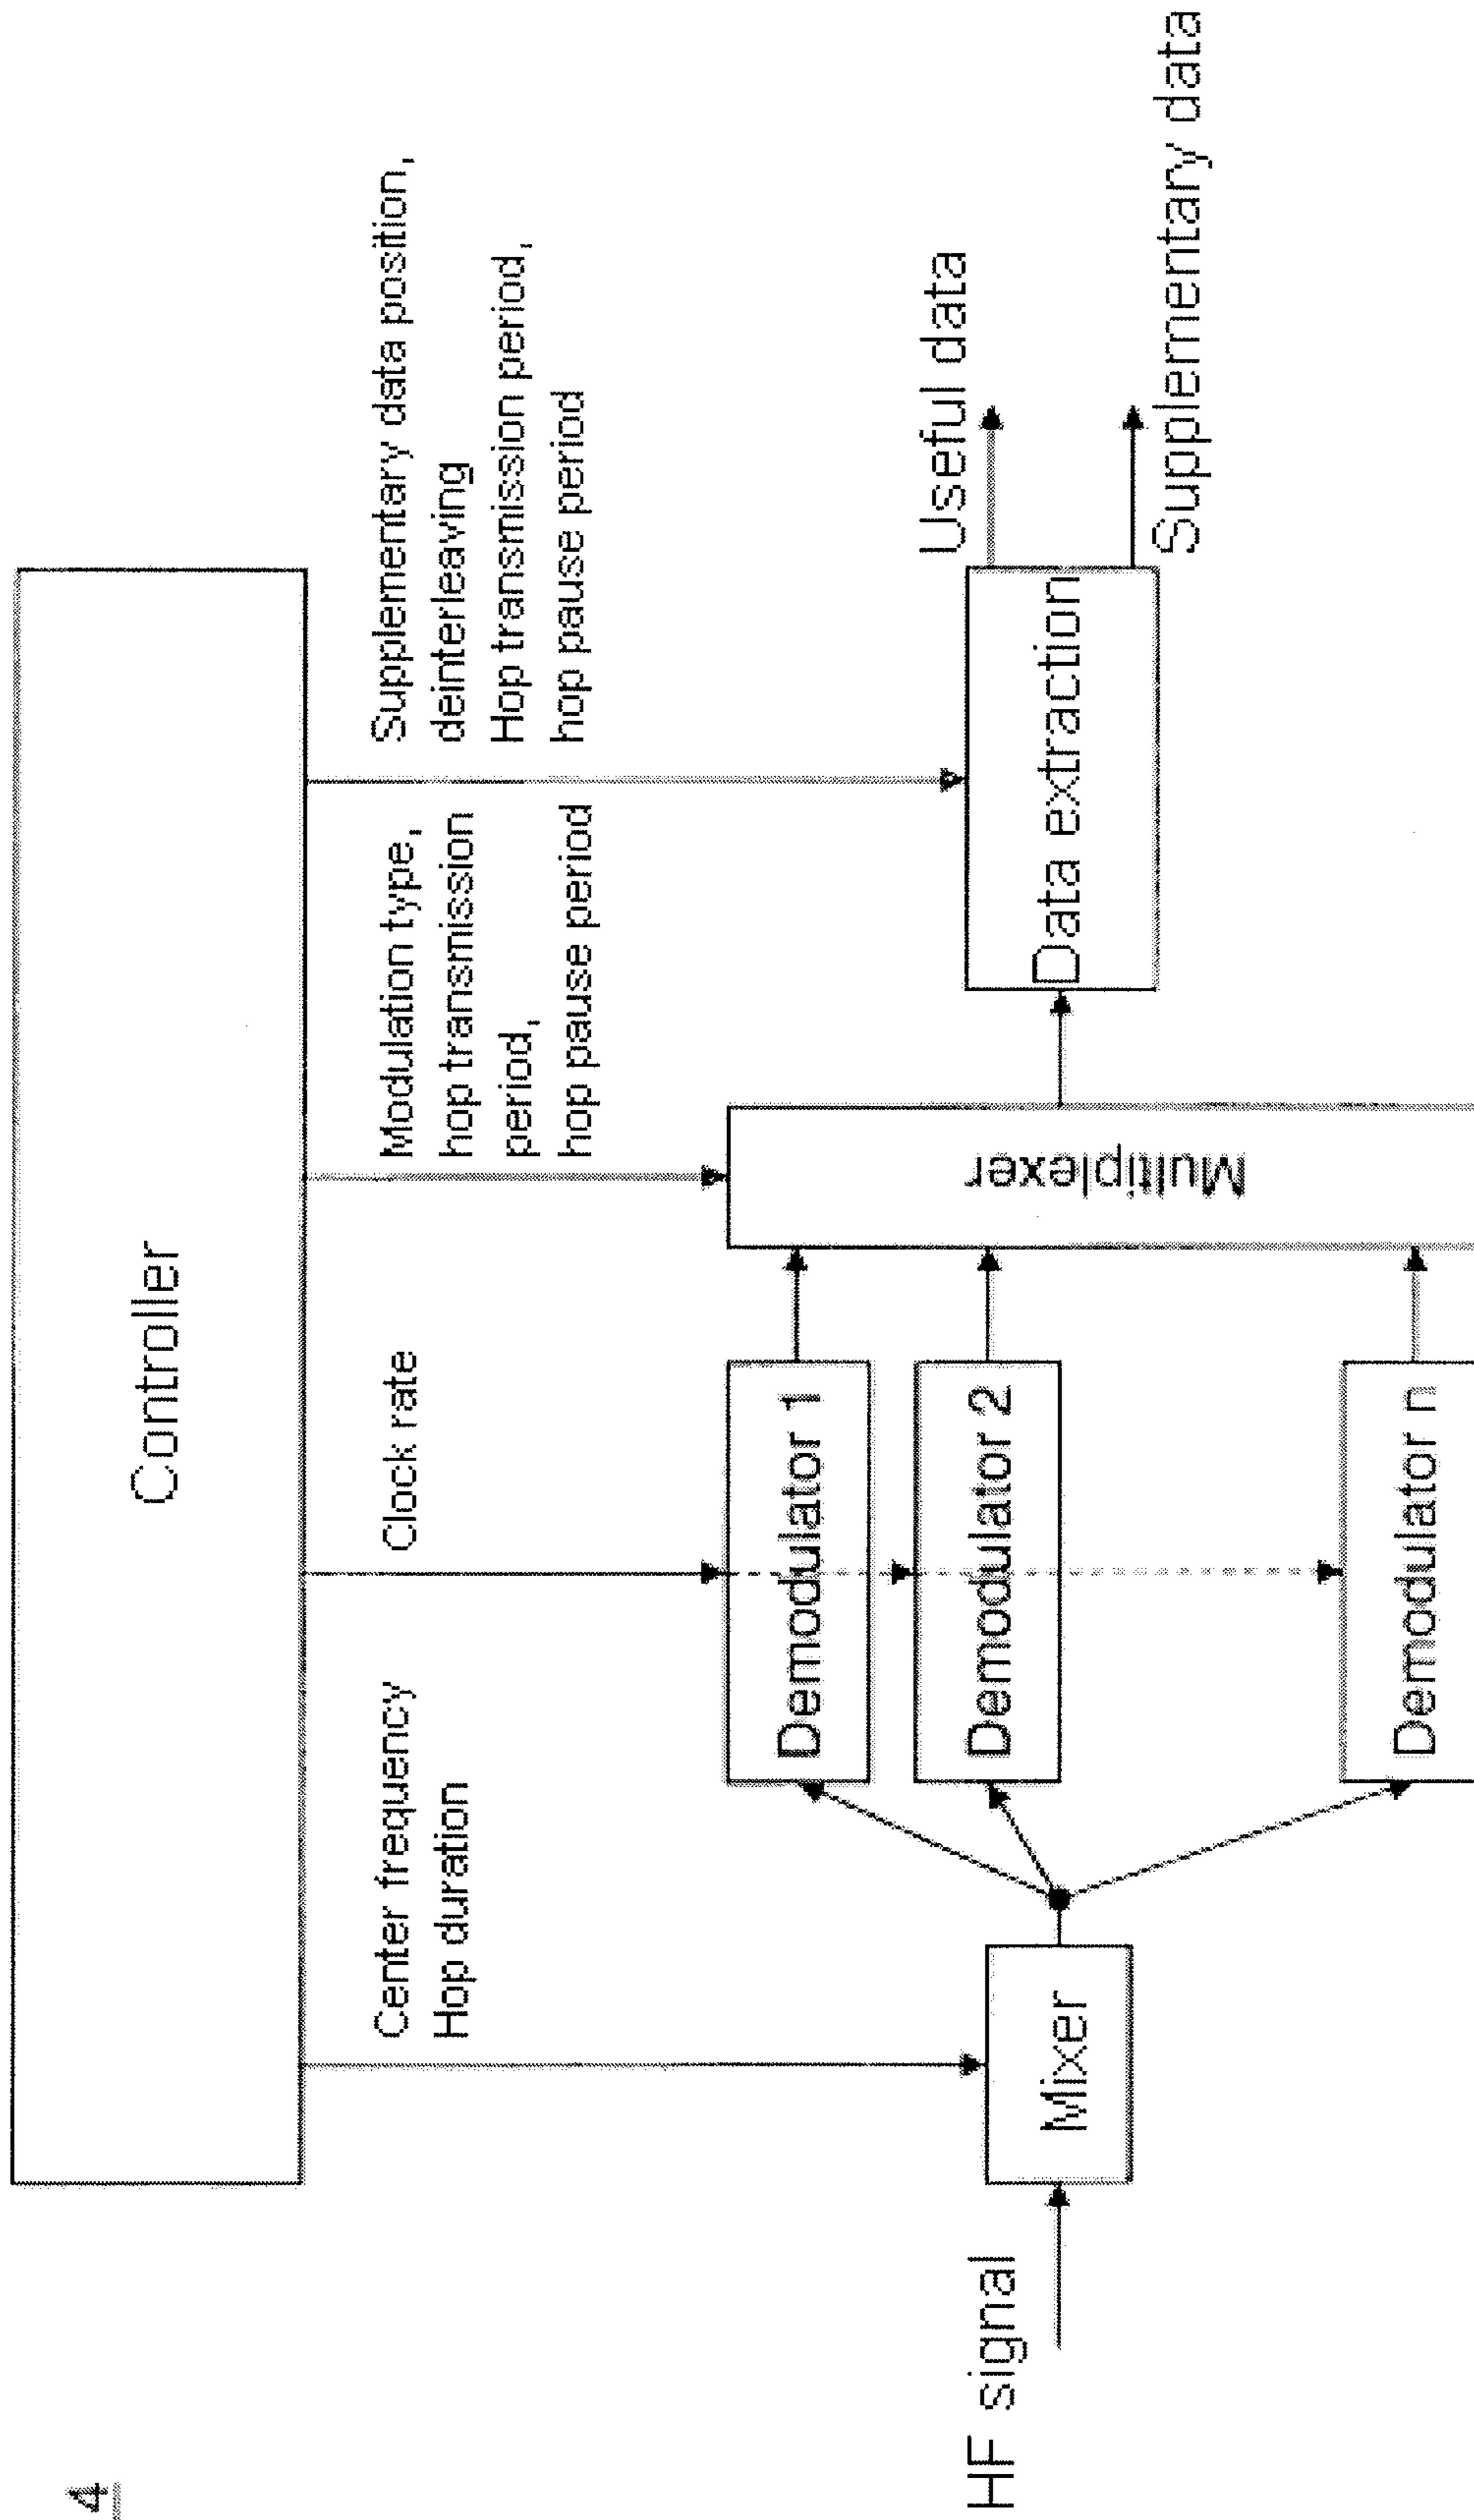 4
Controller
Center frequency
Hop duration
Clock rate
Modulation type,
hop transmission
period,
hop pause period
Supplementary data position,
deinterleaving
Hop transmission period,
hop pause period
HF signal
Mixer
Demodulator 1
Demodulator 2
Demodulator n
Multiplexer
Data extraction
Useful data
Supplementary data